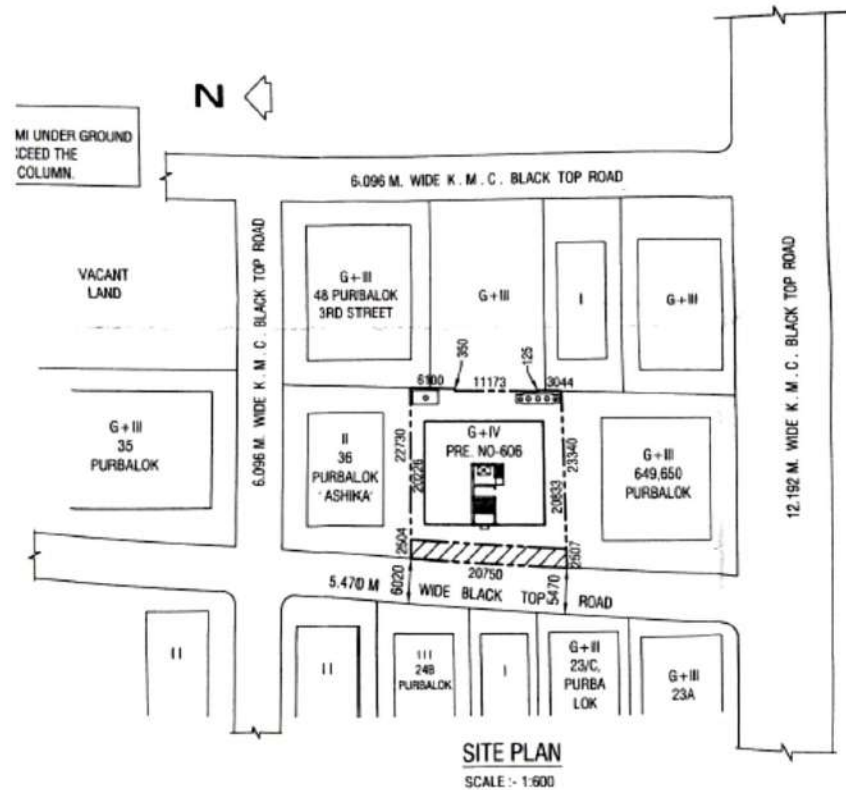 N
MI UNDER GROUND
XCEED THE
COLUMN.
6.096 M. WIDE K. M. C. BLACK TOP ROAD
VACANT
LAND
6.096 M. WIDE K. M. C. BLACK TOP ROAD
G+III
48 PURBALOK
3RD STREET
G+III
I
G+III
12.192 M. WIDE K. M. C. BLACK TOP ROAD
350
125
6100
11173
3044
G+III
35
PURBALOK
II
36
PURBALOK
'ASHIKA'
22730
20226
2504
G+IV
PRE. NO-606
23340
20833
2507
G+III
649,650
PURBALOK
5.470 M
6020
20750
WIDE BLACK TOP ROAD
5470
II
II
III
24B
PURBALOK
I
G+III
23/C,
PURBA
LOK
G+III
23A
SITE PLAN
SCALE :- 1:600